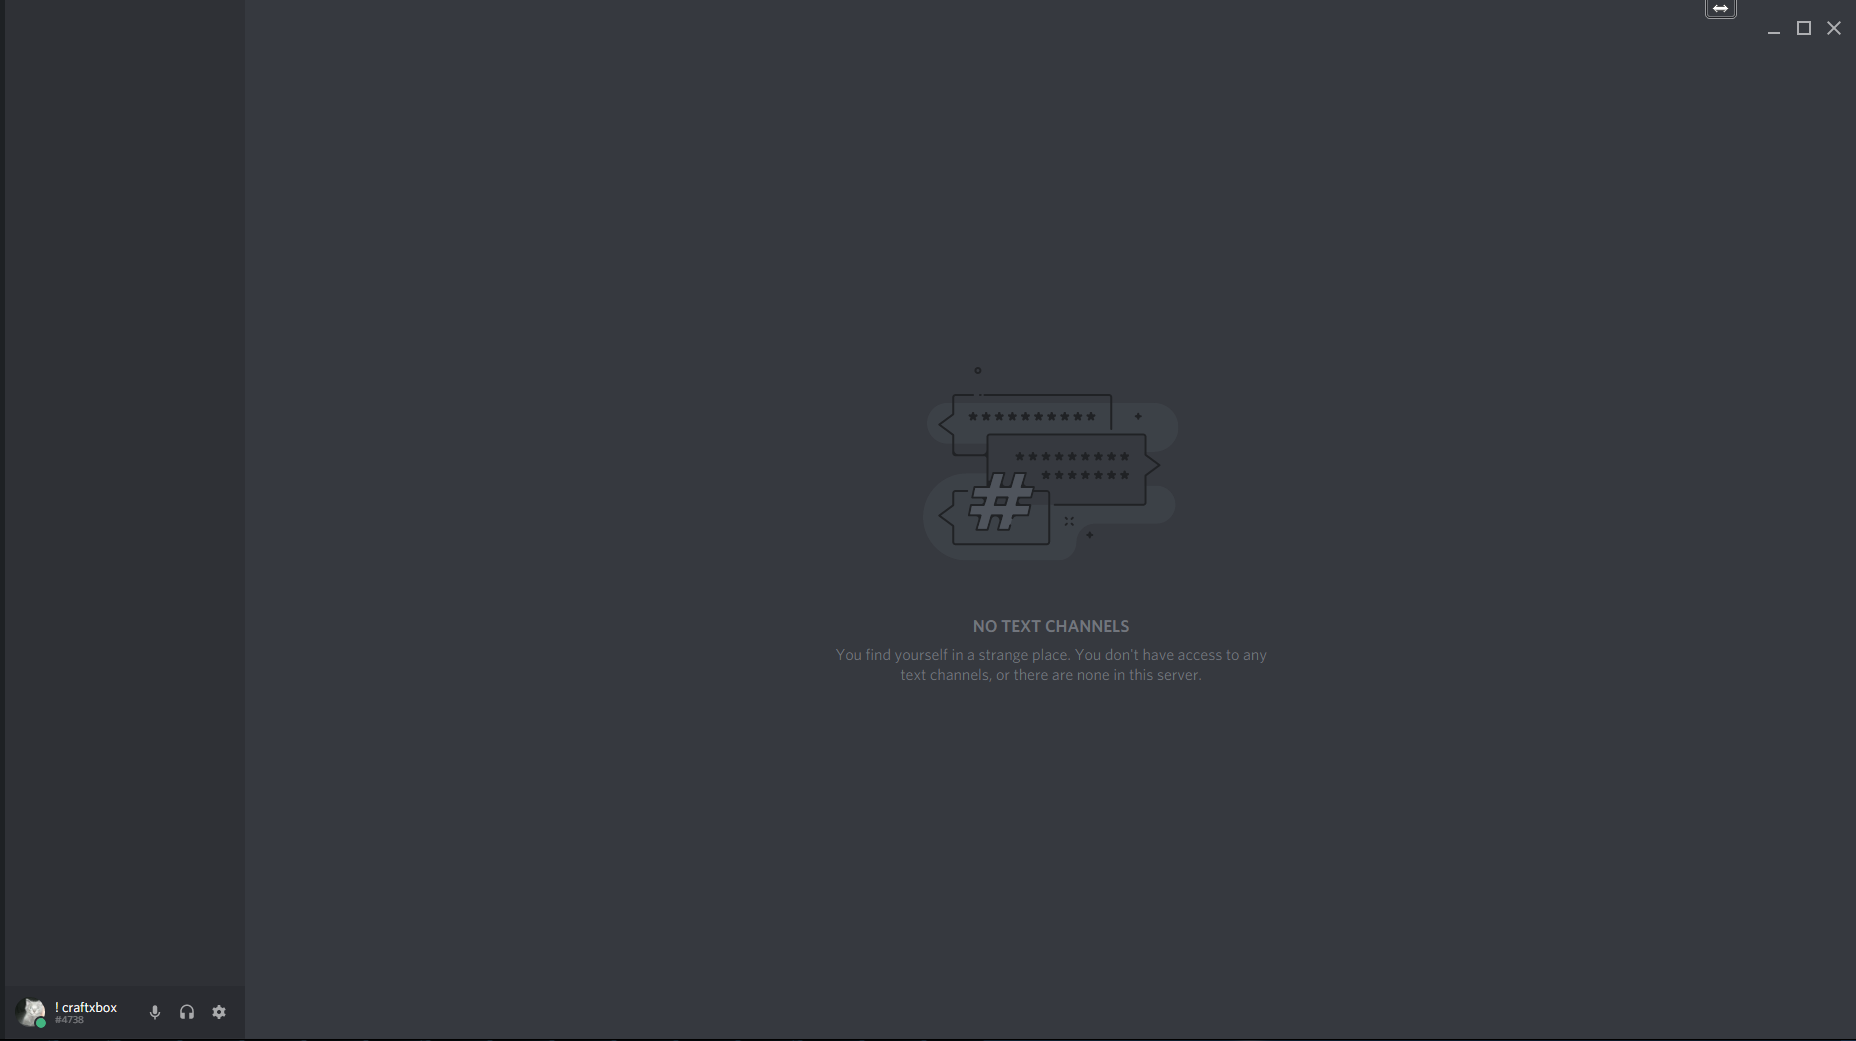 NO TEXT CHANNELS
You find yourself in a strange place. You don't have access to any
text channels, or there are none in this server.
! craftxbox
#4738